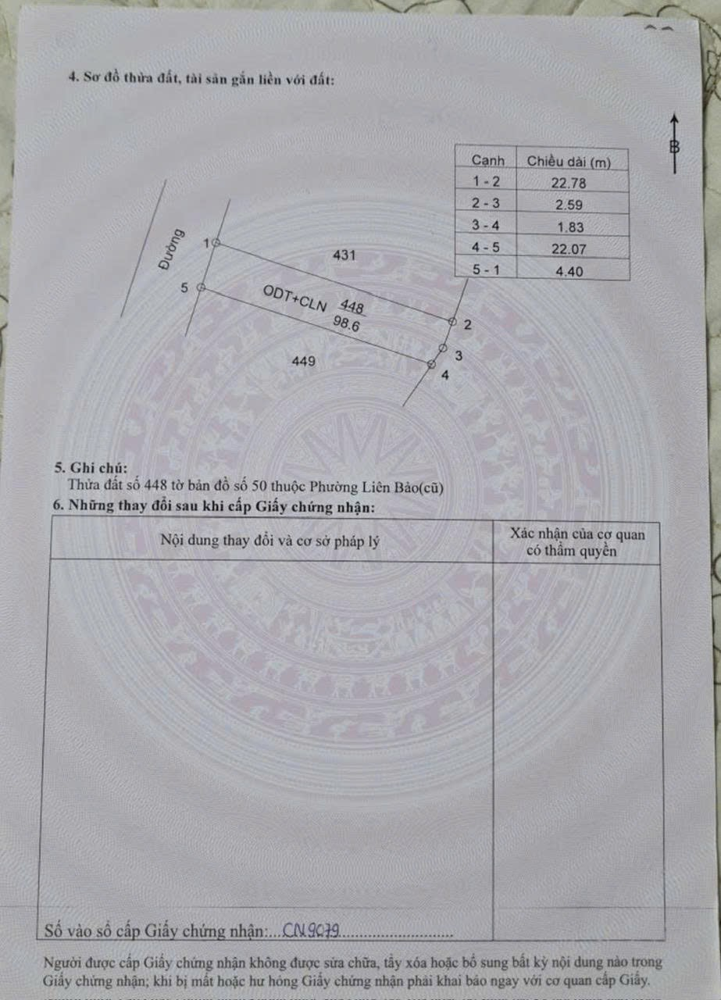 4. Sơ đồ thửa đất, tài sản gắn liền với đất:
B
Cạnh Chiều dài (m)
1 - 2 22.78
2 - 3 2.59
3 - 4 1.83
4 - 5 22.07
5 - 1 4.40
Đường
1
431
5
ODT+CLN 448
98.6
2
3
449
4
5. Ghi chú:
Thửa đất số 448 tờ bản đồ số 50 thuộc Phường Liên Bảo(cũ)
6. Những thay đổi sau khi cấp Giấy chứng nhận:
Nội dung thay đổi và cơ sở pháp lý
Xác nhận của cơ quan
có thẩm quyền
Số vào sổ cấp Giấy chứng nhận:...CN9079...........................
Người được cấp Giấy chứng nhận không được sửa chữa, tẩy xóa hoặc bổ sung bất kỳ nội dung nào trong
Giấy chứng nhận; khi bị mất hoặc hư hỏng Giấy chứng nhận phải khai báo ngay với cơ quan cấp Giấy.